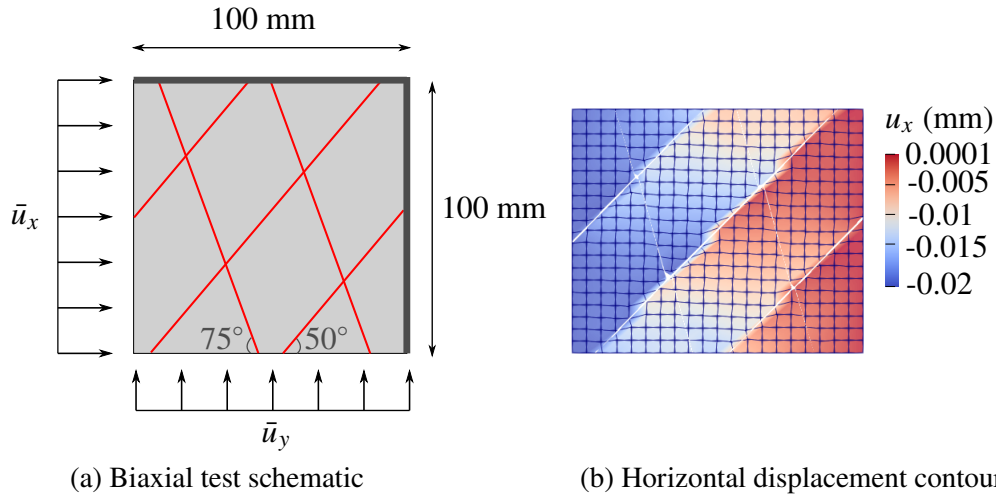 100 mm
ū_x
100 mm
75°
50°
ū_y
(a) Biaxial test schematic
u_x (mm)
0.0001
-0.005
-0.01
-0.015
-0.02
(b) Horizontal displacement contour